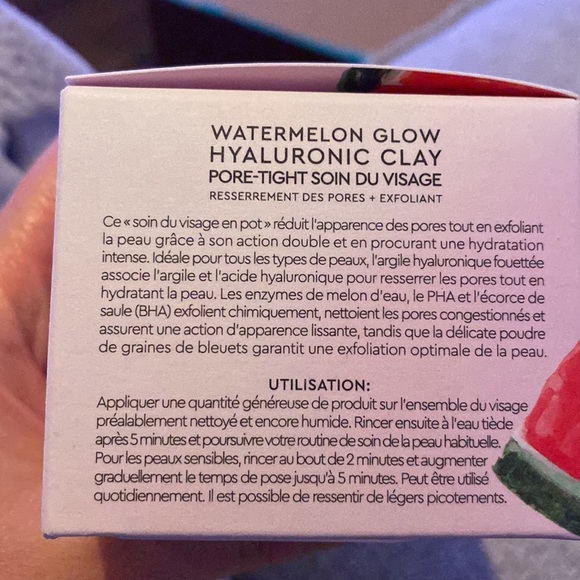 WATERMELON GLOW
HYALURONIC CLAY
PORE-TIGHT SOIN DU VISAGE
RESSERREMENT DES PORES + EXFOLIANT
Ce « soin du visage en pot » réduit l'apparence des pores tout en exfoliant
la peau grâce à son action double et en procurant une hydratation
intense. Idéale pour tous les types de peaux, l'argile hyaluronique fouettée
associe l'argile et l'acide hyaluronique pour resserrer les pores tout en
hydratant la peau. Les enzymes de melon d'eau, le PHA et l'écorce de
saule (BHA) exfolient chimiquement, nettoient les pores congestionnés et
assurent une action d'apparence lissante, tandis que la délicate poudre
de graines de bleuets garantit une exfoliation optimale de la peau.
UTILISATION:
Appliquer une quantité généreuse de produit sur l'ensemble du visage
préalablement nettoyé et encore humide. Rincer ensuite à l'eau tiède
après 5 minutes et poursuivre votre routine de soin de la peau habituelle.
Pour les peaux sensibles, rincer au bout de 2 minutes et augmenter
graduellement le temps de pose jusqu'à 5 minutes. Peut être utilisé
quotidiennement. Il est possible de ressentir de légers picotements.